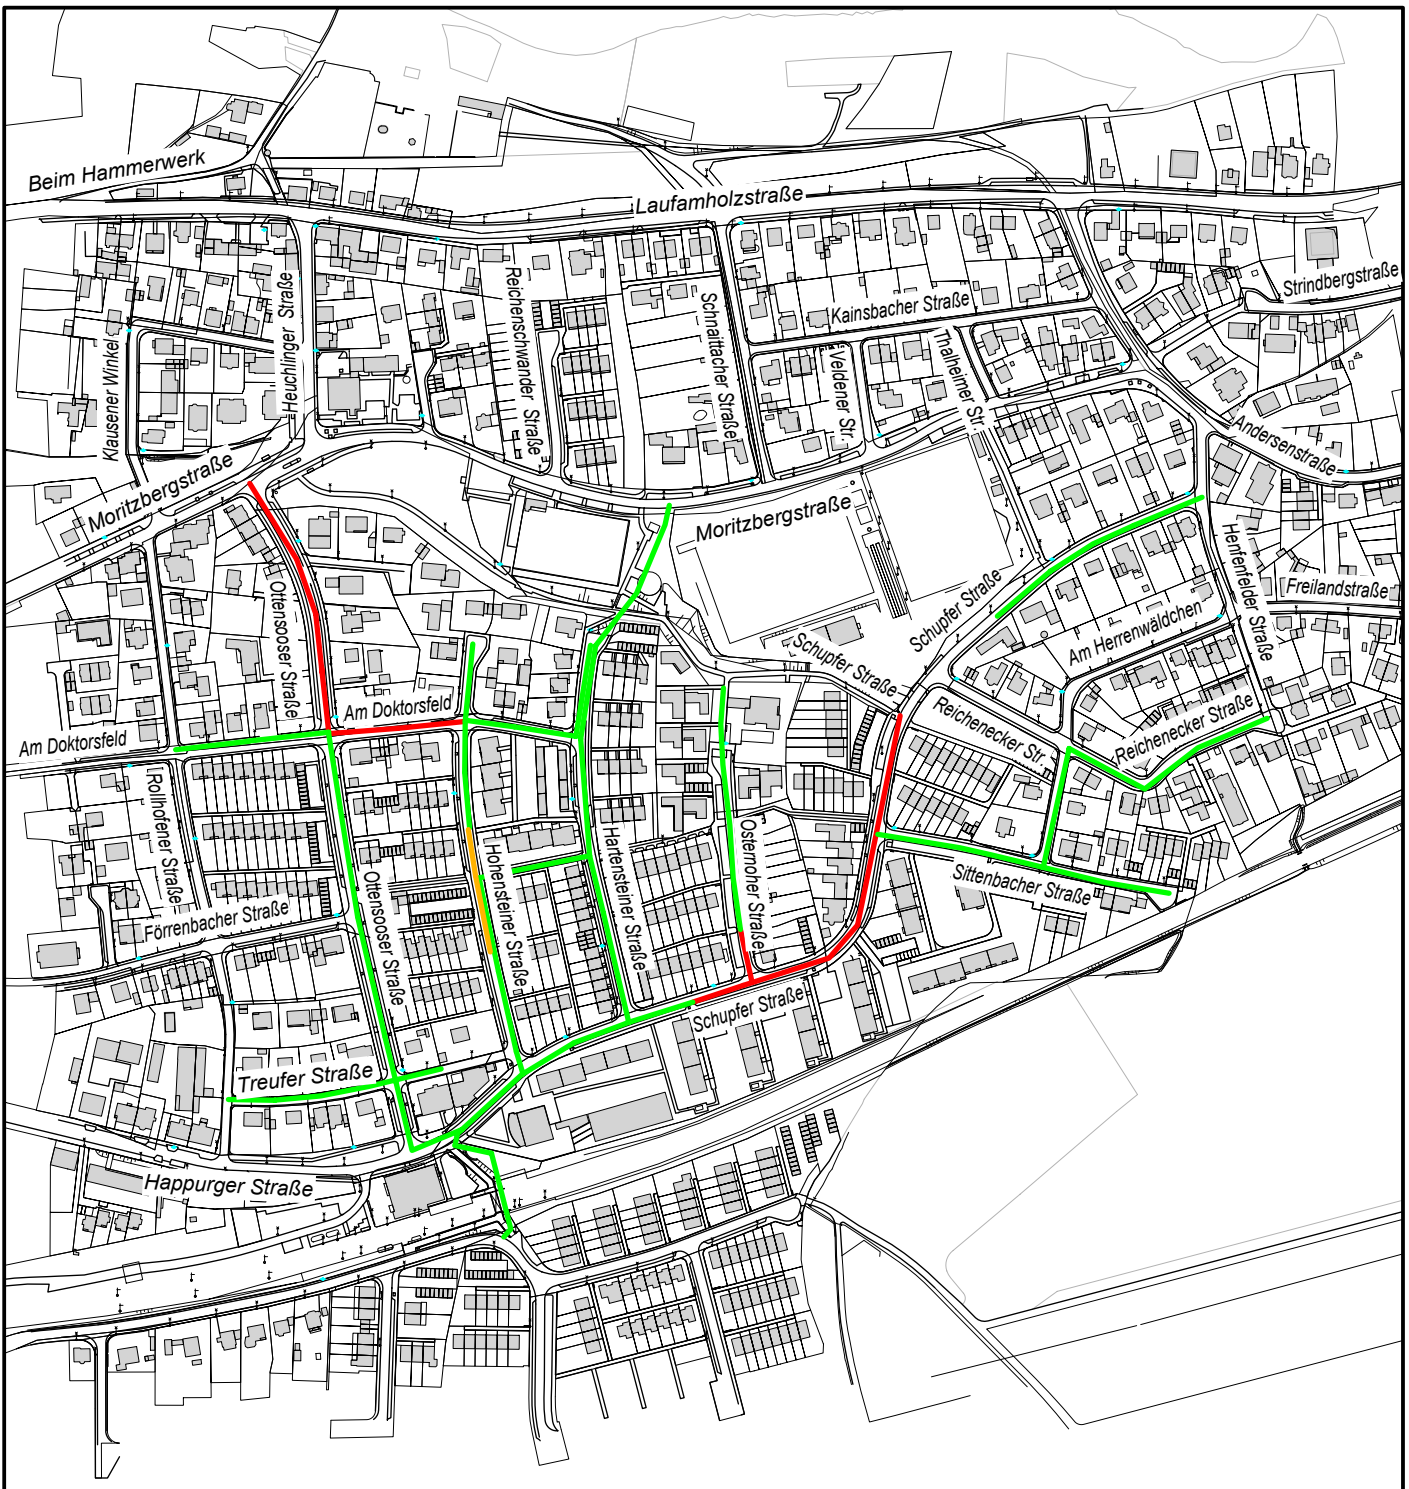 Beim Hammerwerk
Laufamholzstraße
Strindbergstraße
Heuchlinger Straße
Reichenschwander Straße
Schnaittacher Straße
Kainsbacher Straße
Klausener Winkel
Veldener Str.
Thalheimer Str.
Andersenstraße
Moritzbergstraße
Moritzbergstraße
Ottensooser Straße
Schupfer Straße
Henfenfelder Straße
Freilandstraße
Am Herrenwäldchen
Schupfer Straße
Am Doktorsfeld
Am Doktorsfeld
Reichenecker Str.
Reichenecker Straße
Rollhofener Straße
Ottensooser Straße
Hohensteiner Straße
Hartensteiner Straße
Osternoher Straße
Sittenbacher Straße
Förrenbacher Straße
Schupfer Straße
Treufer Straße
Happurger Straße